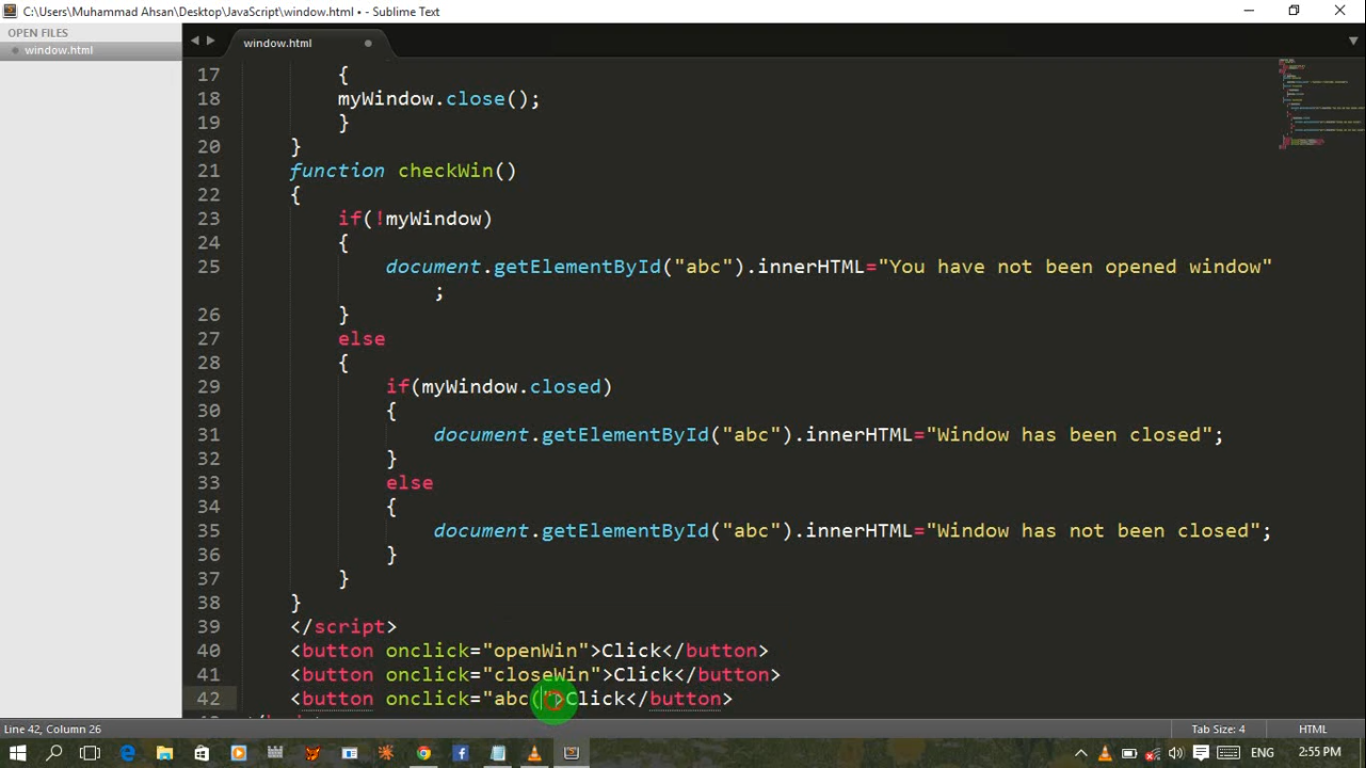 C:\Users\Muhammad Ahsan\Desktop\JavaScript\window.html • - Sublime Text
OPEN FILES
window.html
window.html
17 {
18 myWindow.close();
19 }
20 }
21 function checkWin()
22 {
23 if(!myWindow)
24 {
25 document.getElementById("abc").innerHTML="You have not been opened window"
;
26 }
27 else
28 {
29 if(myWindow.closed)
30 {
31 document.getElementById("abc").innerHTML="Window has been closed";
32 }
33 else
34 {
35 document.getElementById("abc").innerHTML="Window has not been closed";
36 }
37 }
38 }
39 </script>
40 <button onclick="openWin">Click</button>
41 <button onclick="closeWin">Click</button>
42 <button onclick="abc(">Click</button>
Line 42, Column 26
Tab Size: 4
HTML
ENG
2:55 PM